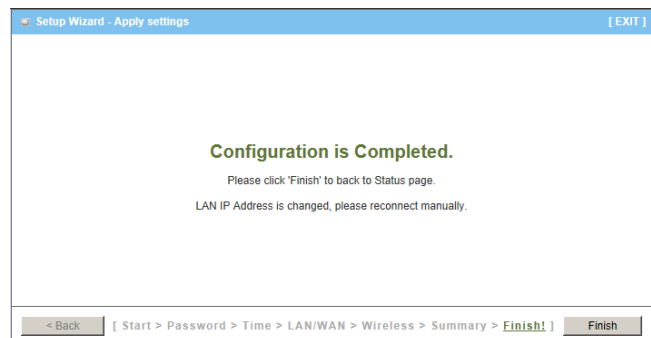 Setup Wizard - Apply settings [ EXIT ]
Configuration is Completed.
Please click 'Finish' to back to Status page.
LAN IP Address is changed, please reconnect manually.
< Back [ Start > Password > Time > LAN/WAN > Wireless > Summary > Finish! ] Finish